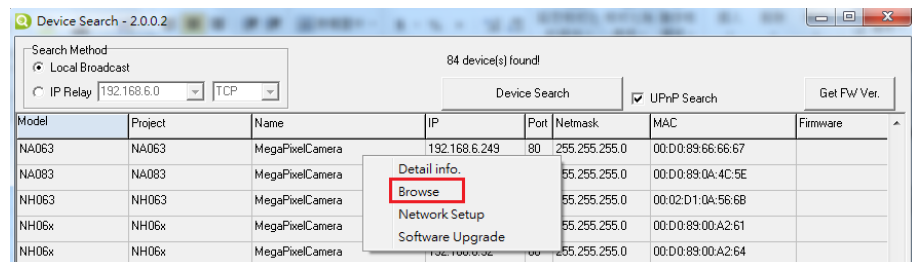 Device Search - 2.0.0.2
Search Method
Local Broadcast
84 device(s) found!
IP Relay 192.168.6.0 TCP
Device Search
UPnP Search
Get FW Ver.
Model Project Name IP Port Netmask MAC Firmware
NA063 NA063 MegaPixelCamera 192.168.6.249 80 255.255.255.0 00:D0:89:66:66:67
NA083 NA083 MegaPixelCamera 55.255.255.0 00:D0:89:0A:4C:5E
NH063 NH063 MegaPixelCamera 55.255.255.0 00:02:D1:0A:56:6B
NH06x NH06x MegaPixelCamera 55.255.255.0 00:D0:89:00:A2:61
NH06x NH06x MegaPixelCamera 255.255.255.0 00:D0:89:00:A2:64
Detail info.
Browse
Network Setup
Software Upgrade